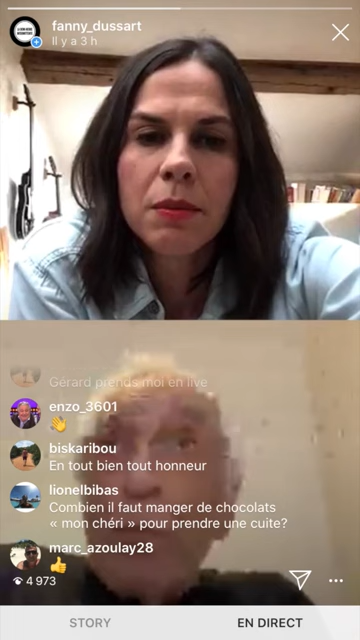 fanny_dussart
Il y a 3 h
Gérard prends moi en live
enzo_3601
👋
biskaribou
En tout bien tout honneur
lionelbibas
Combien il faut manger de chocolats
« mon chéri » pour prendre une cuite?
marc_azoulay28
👍
4 973
STORY
EN DIRECT